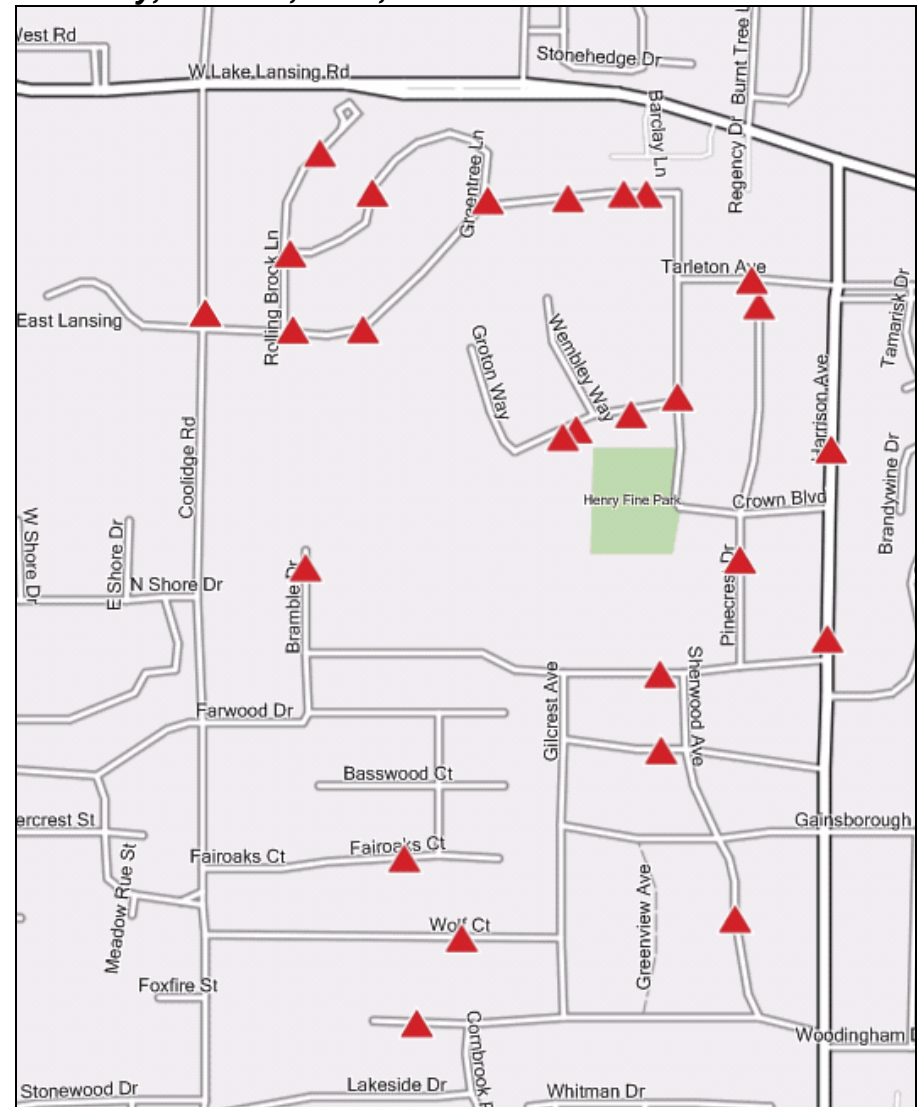 West Rd
Stonehedge Dr
Burnt Tree L
W Lake Lansing Rd
Barclay Ln
Regency Dr
Greentree Ln
Rolling Brook Ln
Tarleton Ave
Tamarisk Dr
East Lansing
Groton Way
Wembley Way
Harrison Ave
Coolidge Rd
Brandywine Dr
Henry Fine Park
Crown Blvd
W Shore Dr
E Shore Dr
N Shore Dr
Bramble Dr
Pinecrest Dr
Gilcrest Ave
Sherwood Ave
Farwood Dr
Basswood Ct
ercrest St
Gainsborough
Fairoaks Ct
Fairoaks Ct
Meadow Rue St
Greenview Ave
Wolf Ct
Foxfire St
Cornbrook
Woodingham D
Stonewood Dr
Lakeside Dr
Whitman Dr